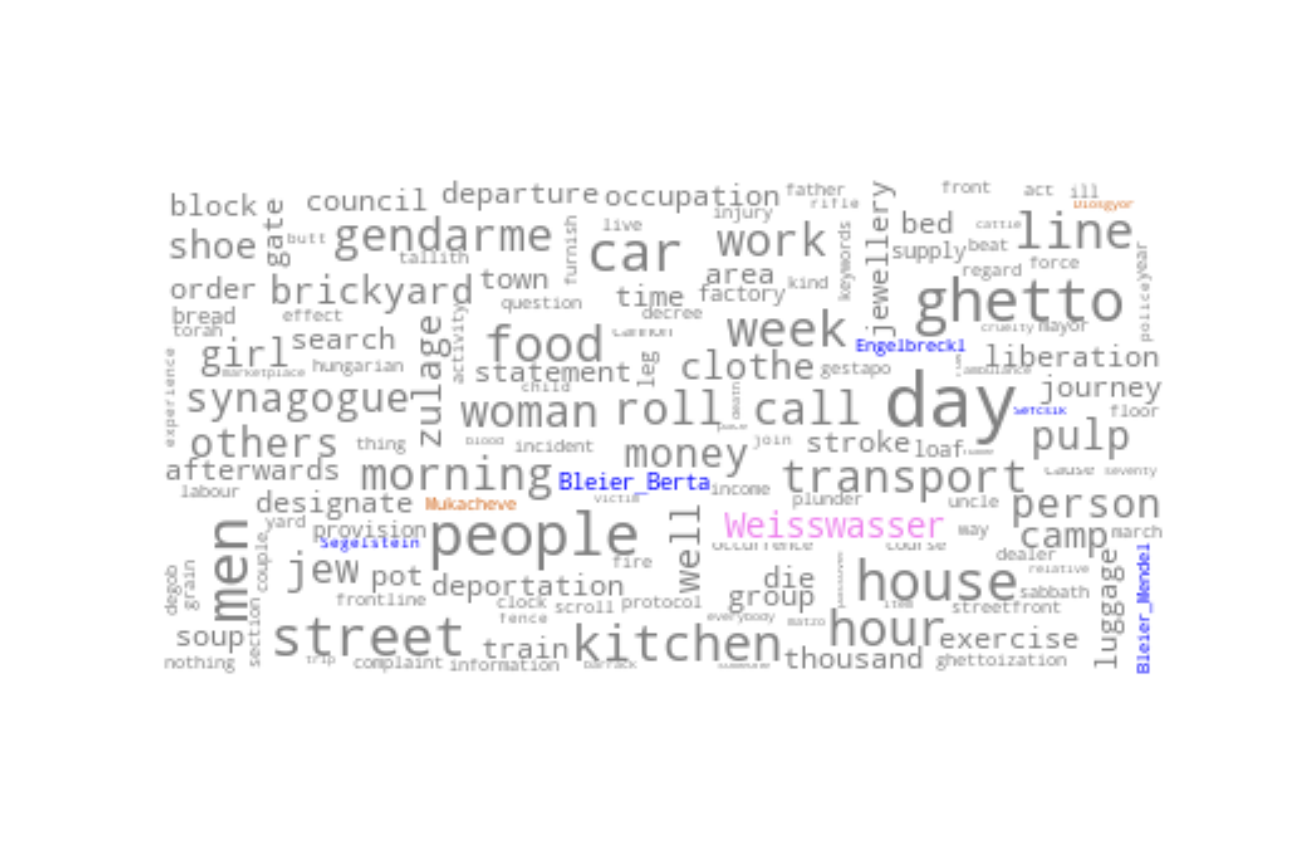 block council departure occupation father front act ill
rifle Diosgyor
shoe gate butt gendarme live injury work jewellery bed cattle line
tallith furnish car keywords supply beat
order brickyard town area kind regard force year
bread effect question time factory ghetto police
torah decree cruelty mayor
girl search zulage activity food cannon week Engelbreckl liberation
marketplace hungarian statement leg clothe gestapo ambulance journey
experience synagogue child woman roll death call day floor
others thing blood incident money join stroke loaf pulp
afterwards morning Bleier_Berta income transport cause seventy
labour designate Mukacheve victim plunder uncle person
men yard provision people well Weisswasser way camp march
couple Segelstein occurrence course dealer
degob grain jew pot deportation fire die house relative luggage Bleier_Mendel
frontline clock scroll protocol group item sabbath
fence everybody matzo streetfront
soup section street train kitchen hour exercise
nothing trip complaint information barrack thousand ghettoization